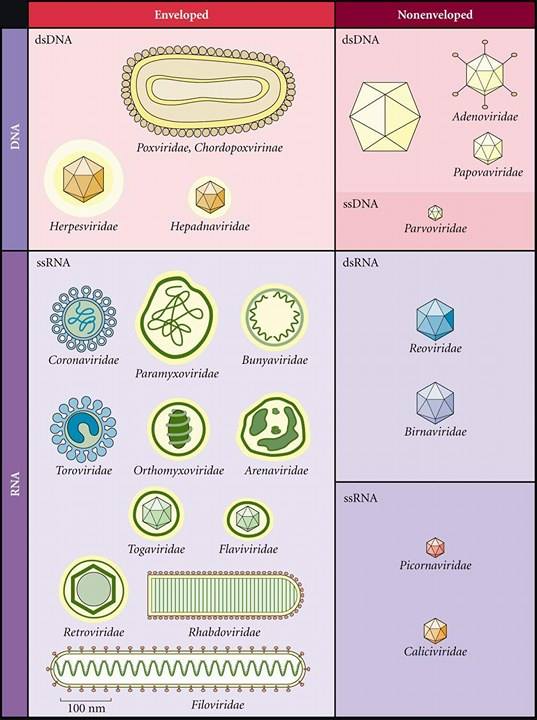 Enveloped
Nonenveloped
DNA
dsDNA
Poxviridae, Chordopoxvirinae
Herpesviridae
Hepadnaviridae
dsDNA
Adenoviridae
Papovaviridae
ssDNA
Parvoviridae
RNA
ssRNA
Coronaviridae
Paramyxoviridae
Bunyaviridae
Toroviridae
Orthomyxoviridae
Arenaviridae
Togaviridae
Flaviviridae
Retroviridae
Rhabdoviridae
Filoviridae
100 nm
dsRNA
Reoviridae
Birnaviridae
ssRNA
Picornaviridae
Caliciviridae